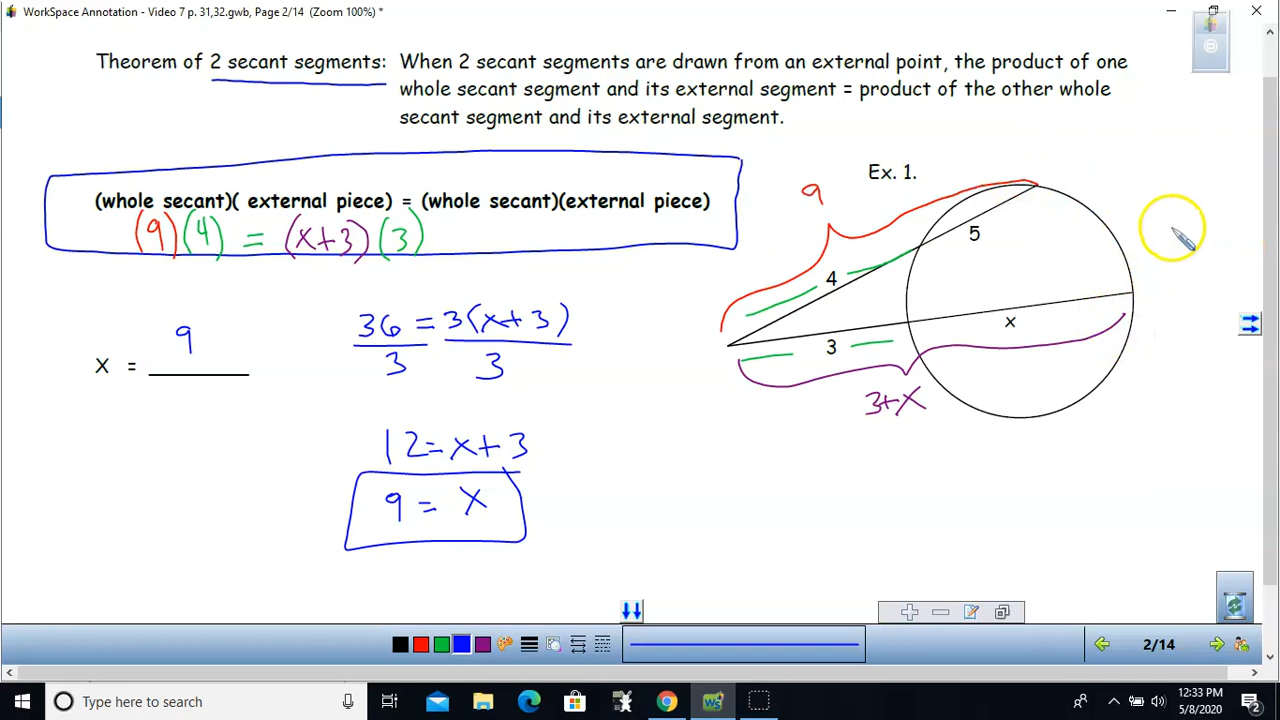 WorkSpace Annotation - Video 7 p. 31,32.gwb, Page 2/14 (Zoom 100%) *
Theorem of 2 secant segments: When 2 secant segments are drawn from an external point, the product of one
whole secant segment and its external segment = product of the other whole
secant segment and its external segment.
Ex. 1.
(whole secant)( external piece) = (whole secant)(external piece)
(9)(4) = (x+3)(3)
9
5
4
x
3
3+x
X = 9
36 = 3(x+3)
3 3
12=x+3
9 = x
2/14
Type here to search
WS
12:33 PM
5/8/2020
2